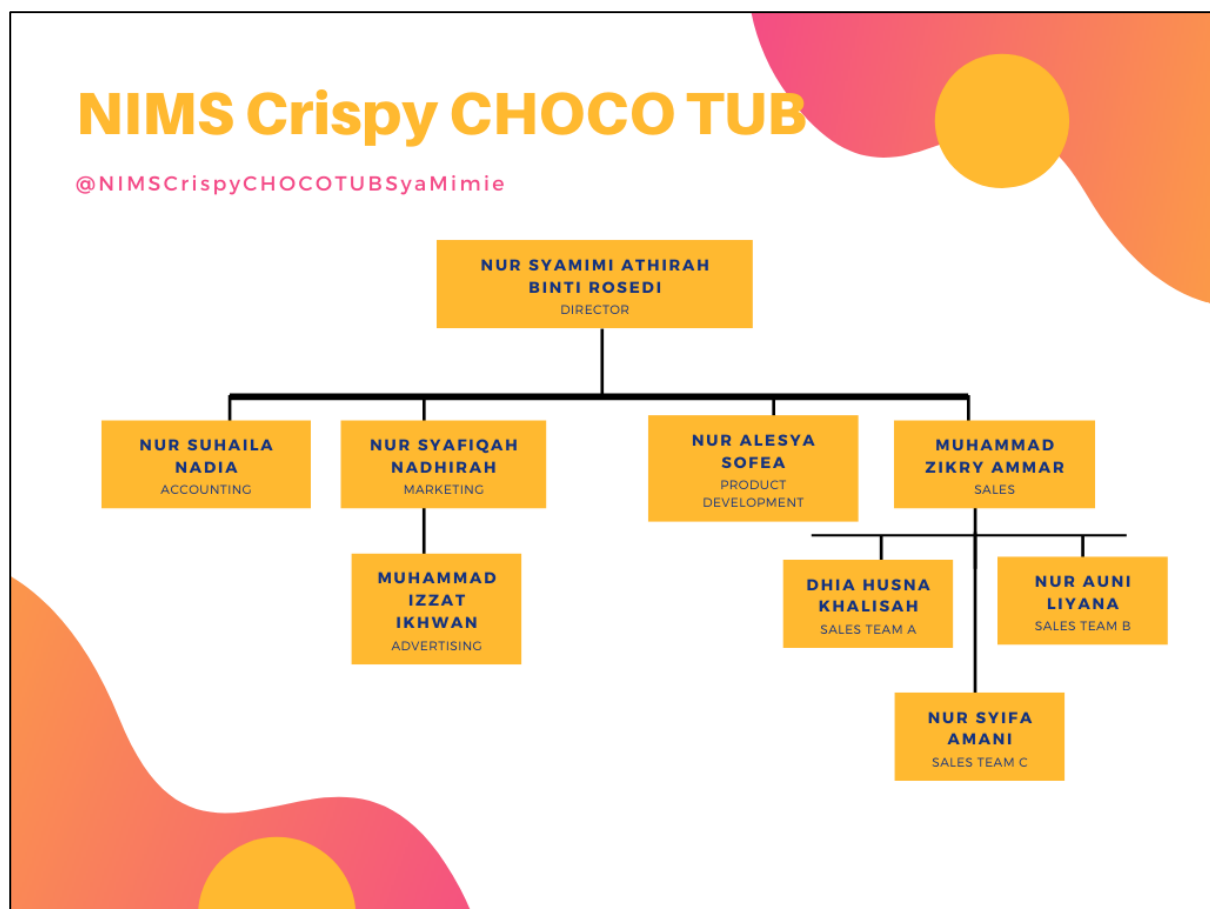 NIMS Crispy CHOCO TUB
@NIMSCrispyCHOCOTUBSyaMimie
NUR SYAMIMI ATHIRAH
BINTI ROSEDI
DIRECTOR
NUR SUHAILA
NADIA
ACCOUNTING
NUR SYAFIQAH
NADHIRAH
MARKETING
NUR ALESYA
SOFEA
PRODUCT
DEVELOPMENT
MUHAMMAD
ZIKRY AMMAR
SALES
MUHAMMAD
IZZAT
IKHWAN
ADVERTISING
DHIA HUSNA
KHALISAH
SALES TEAM A
NUR AUNI
LIYANA
SALES TEAM B
NUR SYIFA
AMANI
SALES TEAM C